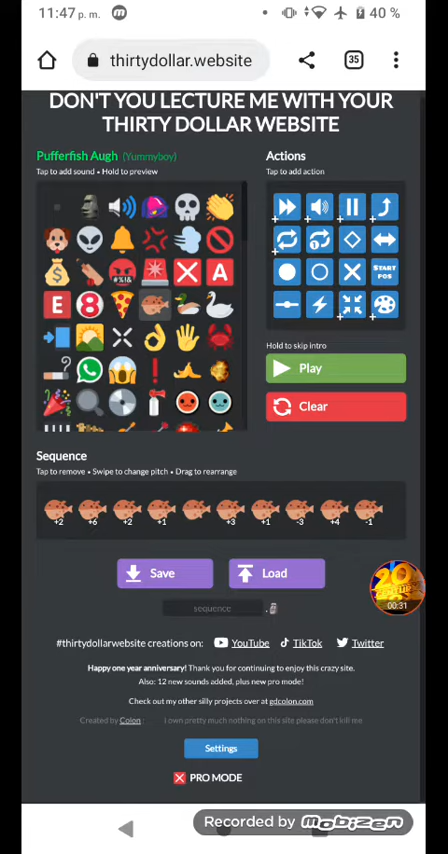 11:47 p. m. 40 %
thirtydollar.website 35
DON'T YOU LECTURE ME WITH YOUR
THIRTY DOLLAR WEBSITE
Pufferfish Augh (Yummyboy)
Tap to add sound • Hold to preview
Actions
Tap to add action
START
POS
Hold to skip intro
Play
Clear
Sequence
Tap to remove • Swipe to change pitch • Drag to rearrange
+2 +6 +2 +1 +3 +1 -3 +4 -1
Save Load
sequence
00:31
#thirtydollarwebsite creations on: YouTube TikTok Twitter
Happy one year anniversary! Thank you for continuing to enjoy this crazy site.
Also: 12 new sounds added, plus new pro mode!
Check out my other silly projects over at gdcolon.com
Created by Colon I own pretty much nothing on this site please don't kill me
Settings
PRO MODE
Recorded by mobizen